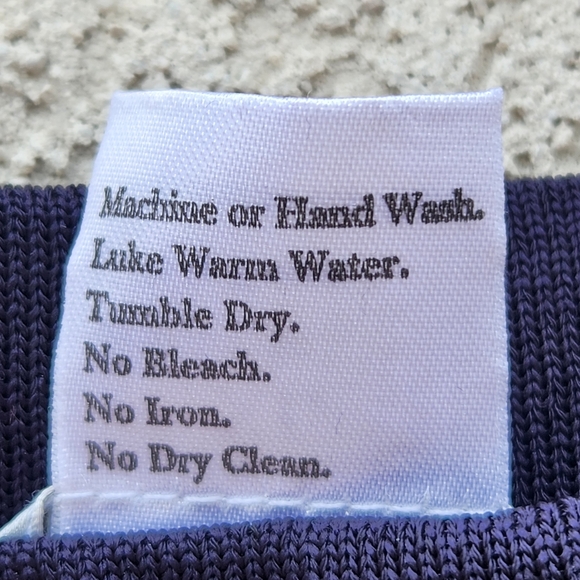 Machine or Hand Wash.
Luke Warm Water.
Tumble Dry.
No Bleach.
No Iron.
No Dry Clean.